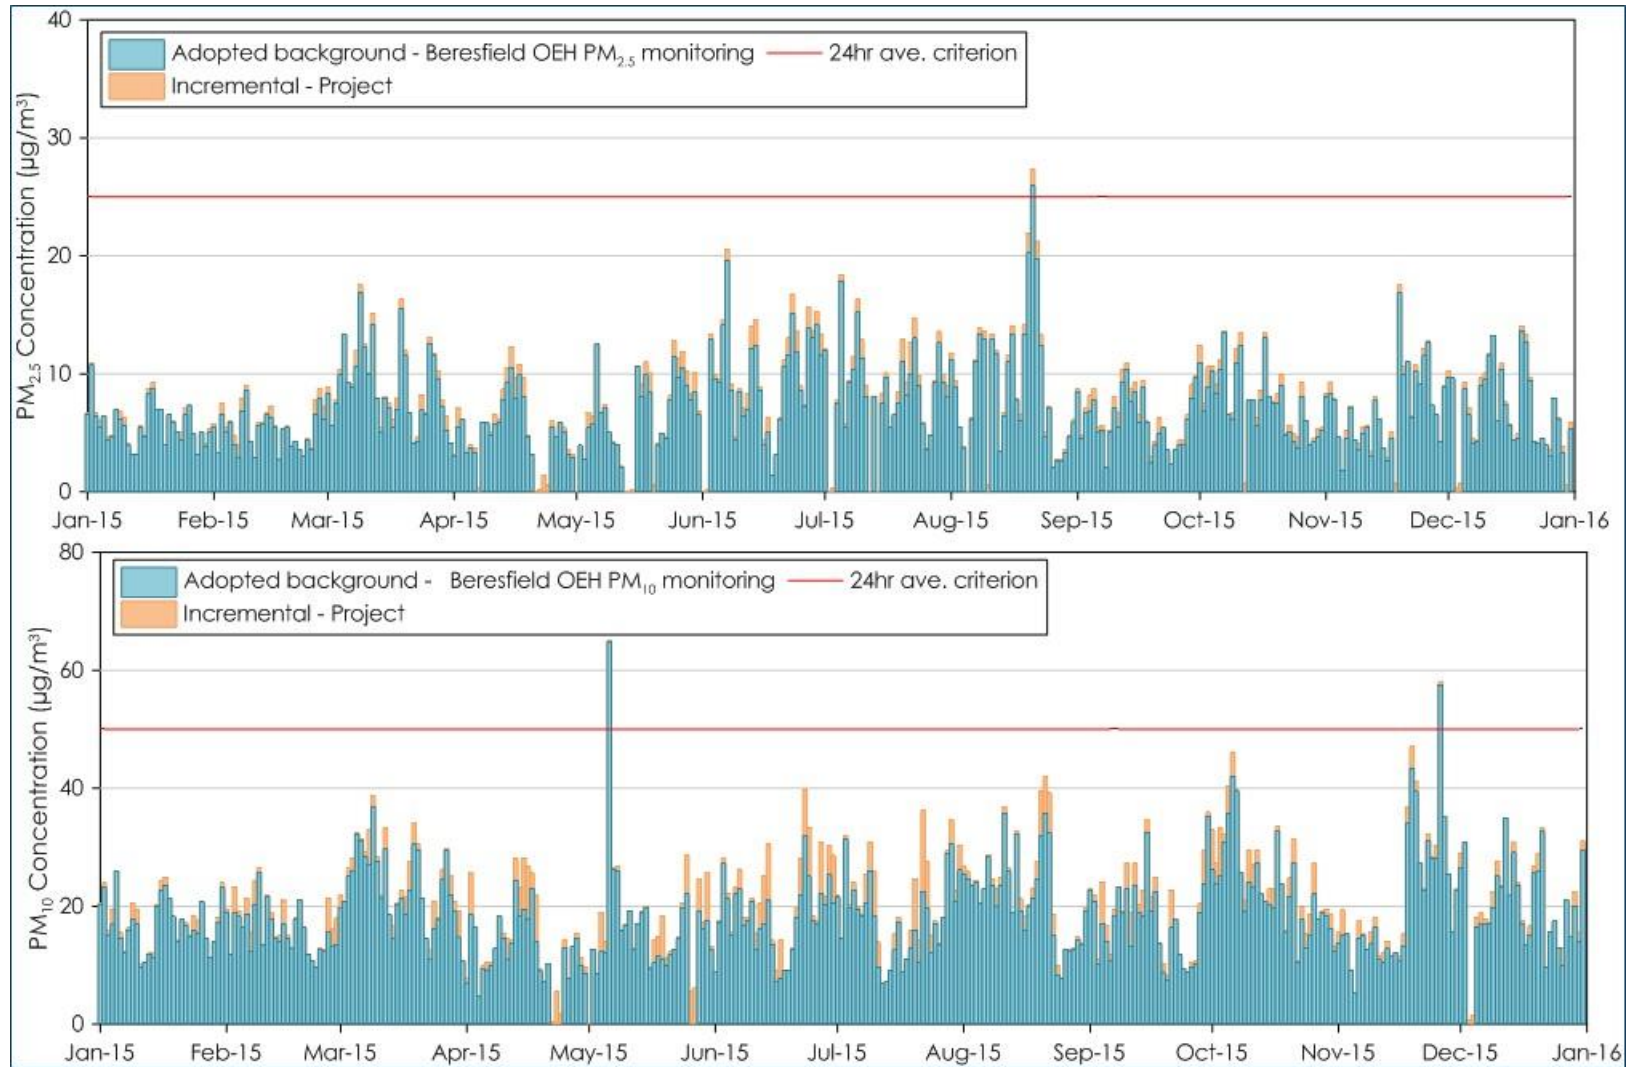 40
Adopted background - Beresfield OEH PM2.5 monitoring 24hr ave. criterion
Incremental - Project
30
20
10
0
PM2.5 Concentration (µg/m³)
Jan-15 Feb-15 Mar-15 Apr-15 May-15 Jun-15 Jul-15 Aug-15 Sep-15 Oct-15 Nov-15 Dec-15 Jan-16
80
Adopted background - Beresfield OEH PM10 monitoring 24hr ave. criterion
Incremental - Project
60
40
20
0
PM10 Concentration (µg/m³)
Jan-15 Feb-15 Mar-15 Apr-15 May-15 Jun-15 Jul-15 Aug-15 Sep-15 Oct-15 Nov-15 Dec-15 Jan-16